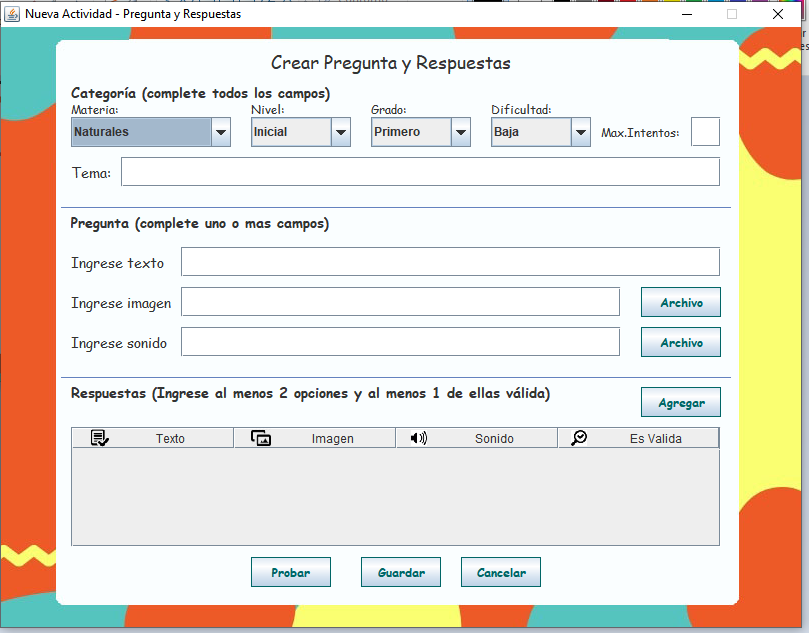 Nueva Actividad - Pregunta y Respuestas
Crear Pregunta y Respuestas
Categoría (complete todos los campos)
Materia: Nivel: Grado: Dificultad:
Naturales Inicial Primero Baja Max.Intentos:
Tema:
Pregunta (complete uno o mas campos)
Ingrese texto
Ingrese imagen Archivo
Ingrese sonido Archivo
Respuestas (Ingrese al menos 2 opciones y al menos 1 de ellas válida) Agregar
Texto Imagen Sonido Es Valida
Probar Guardar Cancelar